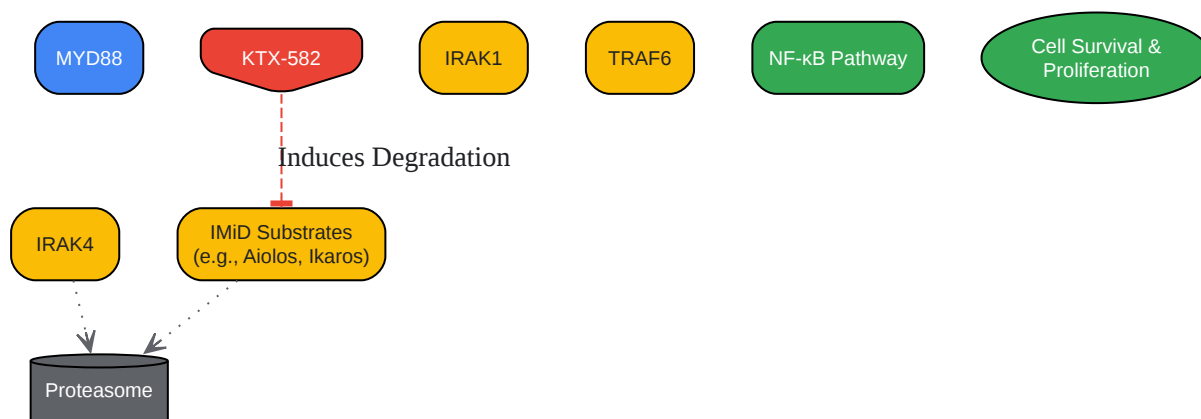 MYD88
KTX-582
IRAK1
TRAF6
NF-κB Pathway
Cell Survival &
Proliferation
Induces Degradation
IRAK4
IMiD Substrates
(e.g., Aiolos, Ikaros)
Proteasome